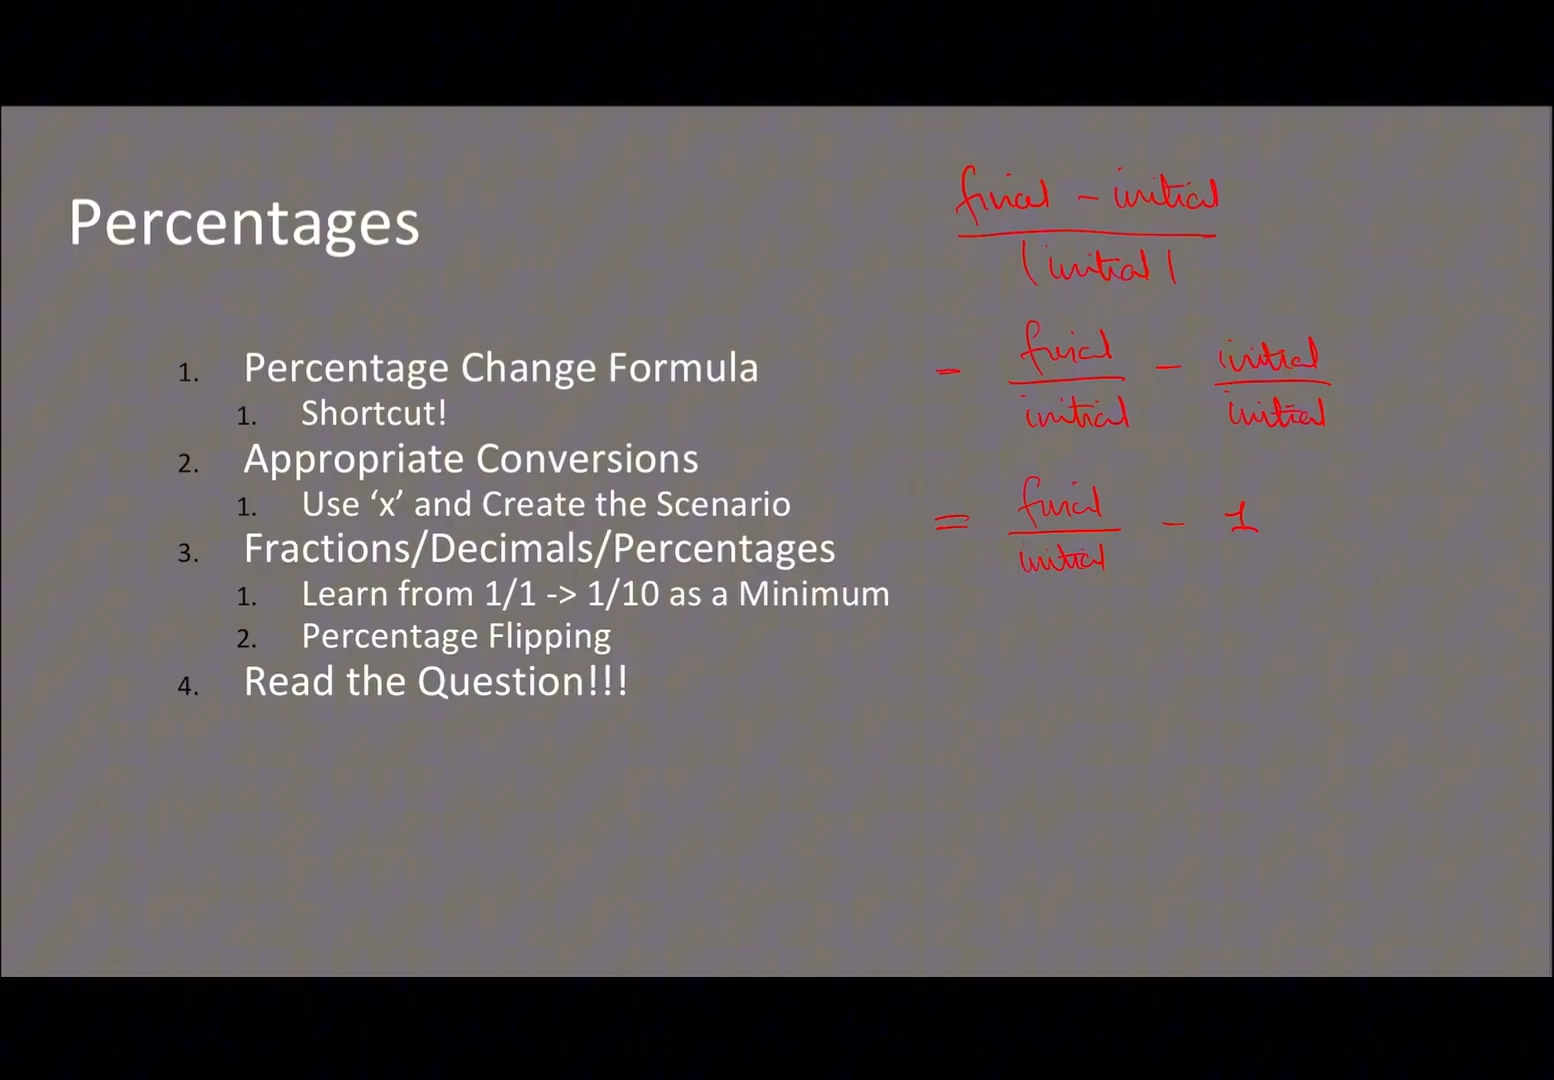 Percentages
1. Percentage Change Formula
1. Shortcut!
2. Appropriate Conversions
1. Use ‘x’ and Create the Scenario
3. Fractions/Decimals/Percentages
1. Learn from 1/1 -> 1/10 as a Minimum
2. Percentage Flipping
4. Read the Question!!!
final - initial
|initial|
- final - initial
initial initial
= final - 1
initial